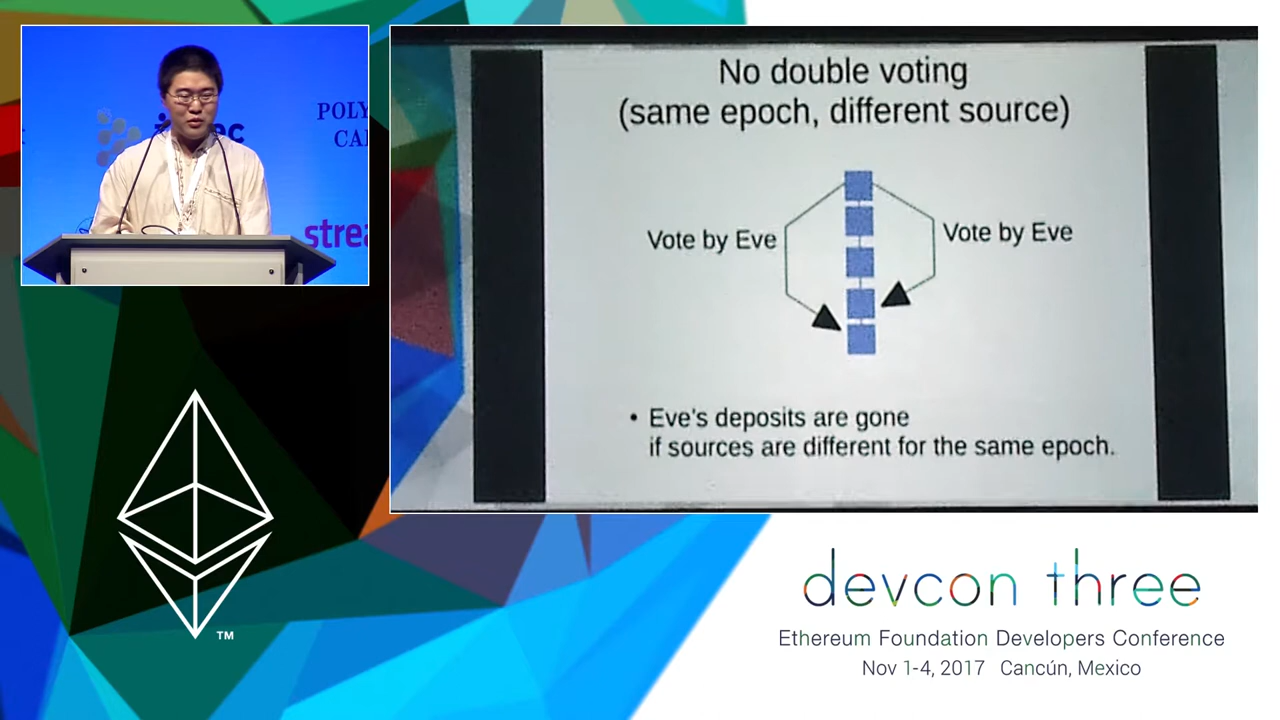 POLY
CA
ec
strea
No double voting
(same epoch, different source)
Vote by Eve
Vote by Eve
• Eve's deposits are gone
if sources are different for the same epoch.
TM
devcon three
Ethereum Foundation Developers Conference
Nov 1-4, 2017 Cancún, Mexico